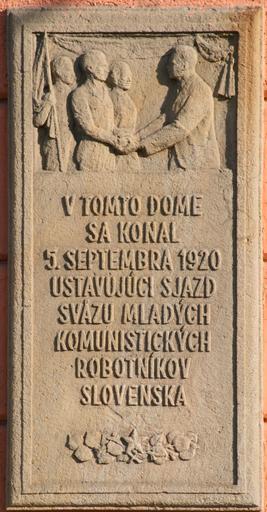 V TOMTO DOME
SA KONAL
5. SEPTEMBRA 1920
USTAVUJÚCI SJAZD
SVÄZU MLADÝCH
KOMUNISTICKÝCH
ROBOTNÍKOV
SLOVENSKA